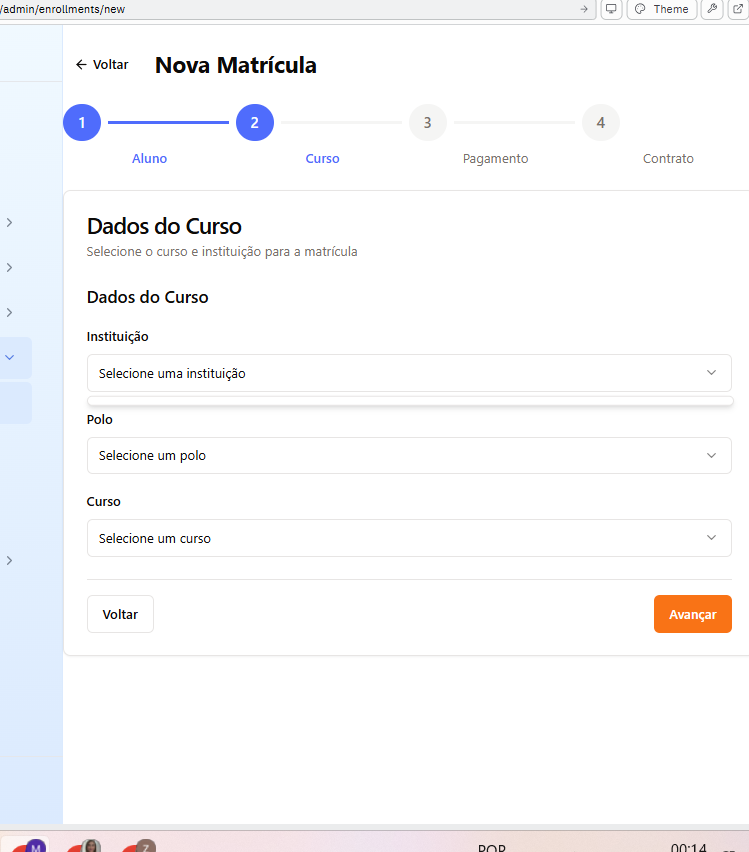 /admin/enrollments/new
Theme
Voltar
Nova Matrícula
1
2
3
4
Aluno
Curso
Pagamento
Contrato
Dados do Curso
Selecione o curso e instituição para a matrícula
Dados do Curso
Instituição
Selecione uma instituição
Polo
Selecione um polo
Curso
Selecione um curso
Voltar
Avançar
M
Z
POR
00:14